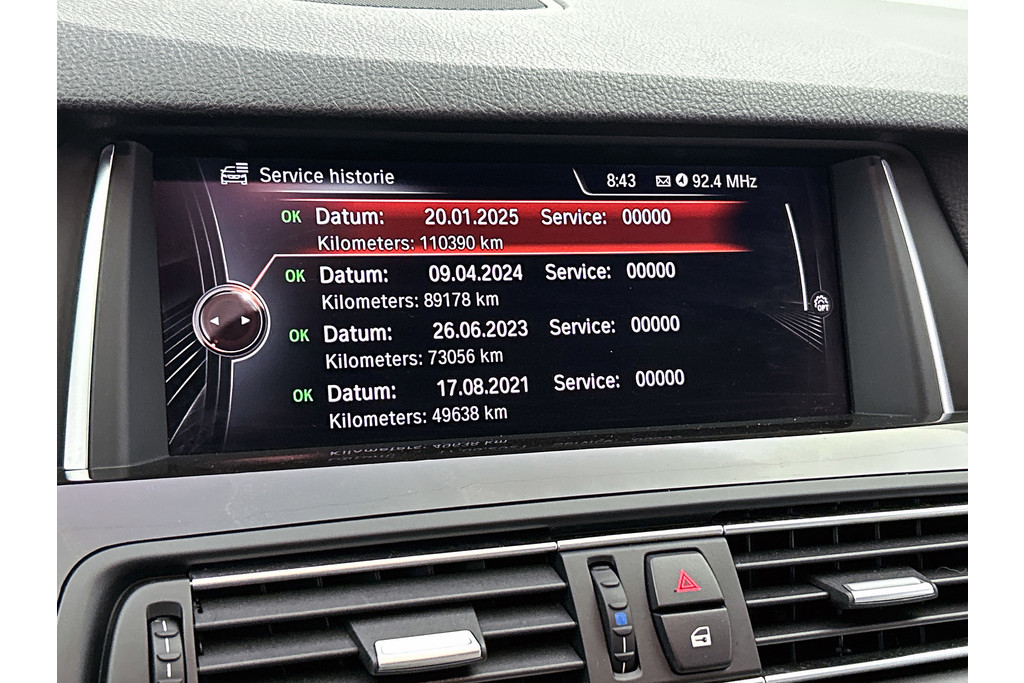 Service historie
8:43 92.4 MHz
OK Datum: 20.01.2025 Service: 00000
Kilometers: 110390 km
OK Datum: 09.04.2024 Service: 00000
Kilometers: 89178 km
OK Datum: 26.06.2023 Service: 00000
Kilometers: 73056 km
OK Datum: 17.08.2021 Service: 00000
Kilometers: 49638 km
OPT